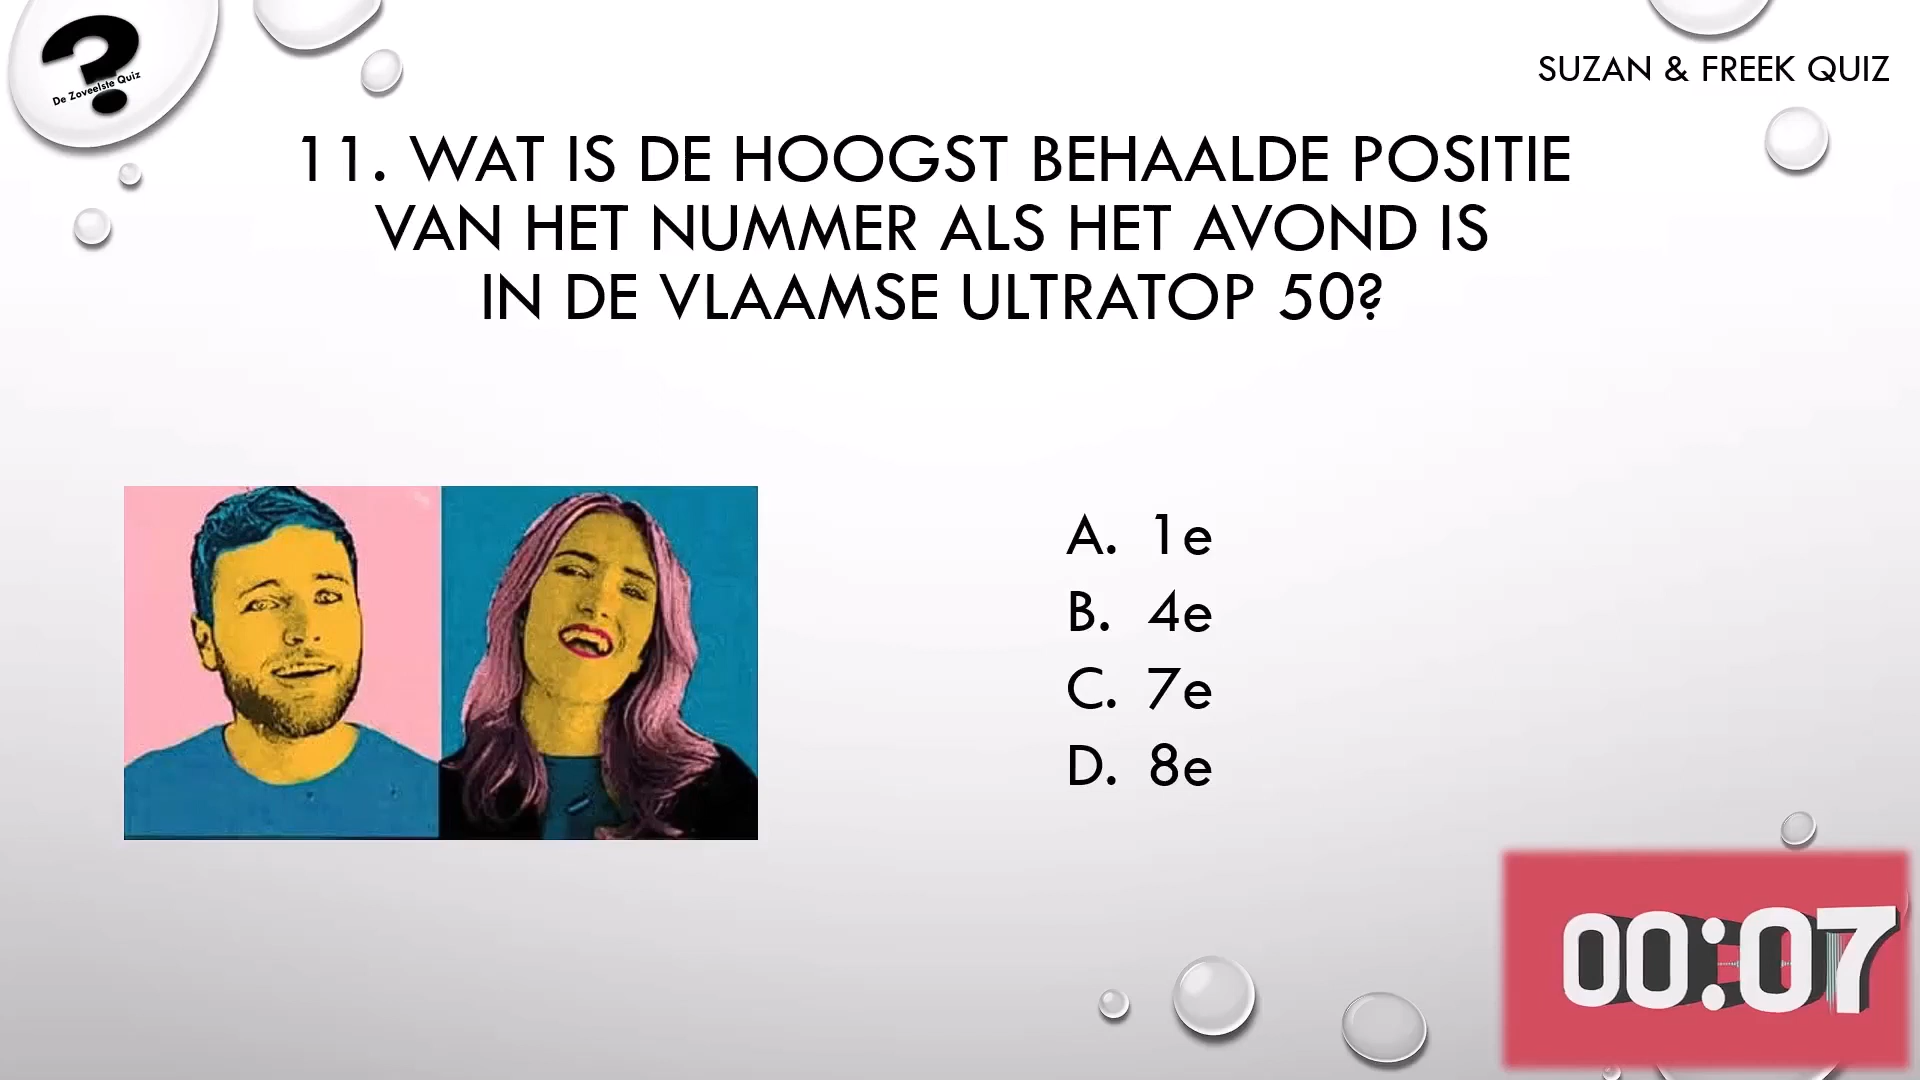 De Zoveelste Quiz
SUZAN & FREEK QUIZ
11. WAT IS DE HOOGST BEHAALDE POSITIE
VAN HET NUMMER ALS HET AVOND IS
IN DE VLAAMSE ULTRATOP 50?
A. 1e
B. 4e
C. 7e
D. 8e
00:07